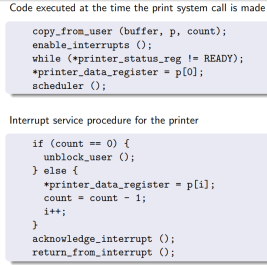 Code executed at the time the print system call is made
copy_from_user (buffer, p, count);
enable_interrupts ();
while (*printer_status_reg != READY);
*printer_data_register = p[0];
scheduler ();
Interrupt service procedure for the printer
if (count == 0) {
unblock_user ();
} else {
*printer_data_register = p[i];
count = count - 1;
i++;
}
acknowledge_interrupt ();
return_from_interrupt ();